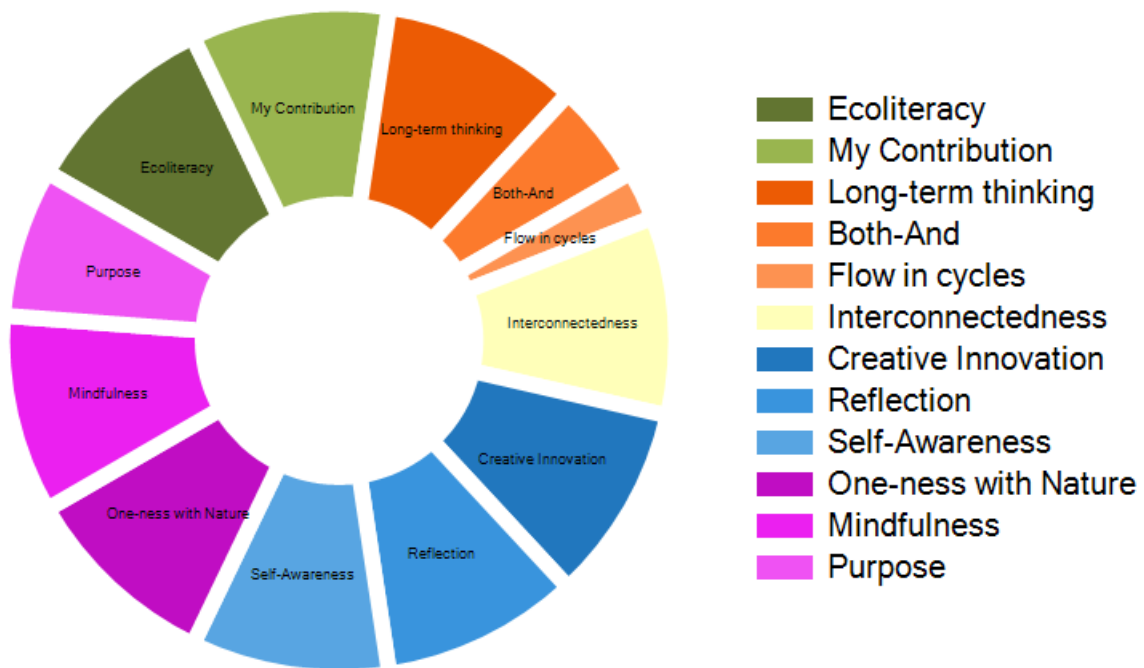 My Contribution
Long-term thinking
Ecoliteracy
Both-And
Flow in cycles
Purpose
Interconnectedness
Mindfulness
Creative Innovation
One-ness with Nature
Reflection
Self-Awareness
Ecoliteracy
My Contribution
Long-term thinking
Both-And
Flow in cycles
Interconnectedness
Creative Innovation
Reflection
Self-Awareness
One-ness with Nature
Mindfulness
Purpose